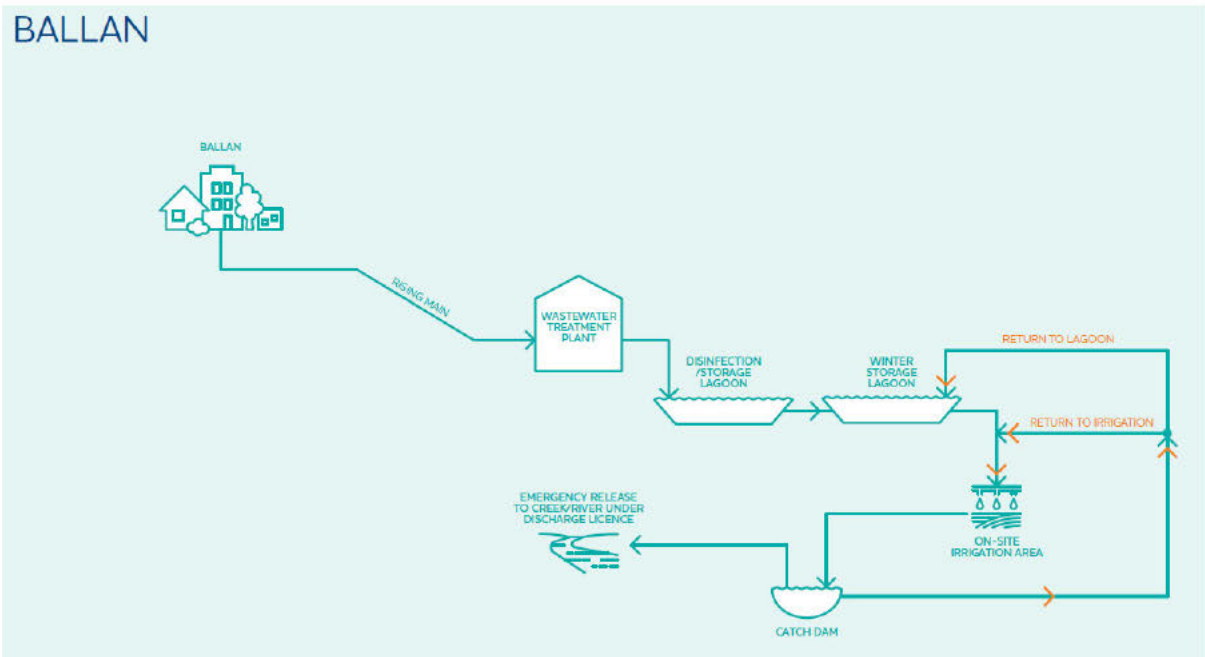 BALLAN
BALLAN
RISING MAIN
WASTEWATER
TREATMENT
PLANT
DISINFECTION
/STORAGE
LAGOON
WINTER
STORAGE
LAGOON
RETURN TO LAGOON
RETURN TO IRRIGATION
EMERGENCY RELEASE
TO CREEK/RIVER UNDER
DISCHARGE LICENCE
ON-SITE
IRRIGATION AREA
CATCH DAM